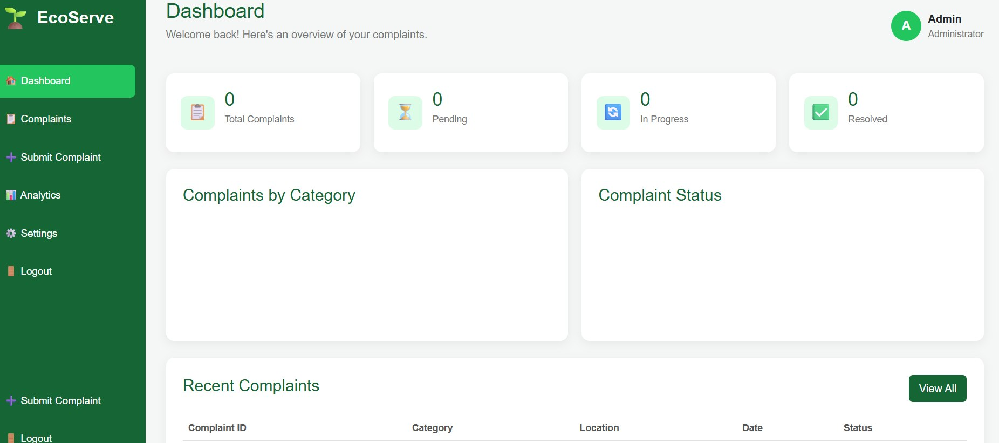 EcoServe
Dashboard
Complaints
Submit Complaint
Analytics
Settings
Logout
Submit Complaint
Logout
Dashboard
Welcome back! Here's an overview of your complaints.
A
Admin
Administrator
0
Total Complaints
0
Pending
0
In Progress
0
Resolved
Complaints by Category
Complaint Status
Recent Complaints
View All
Complaint ID Category Location Date Status